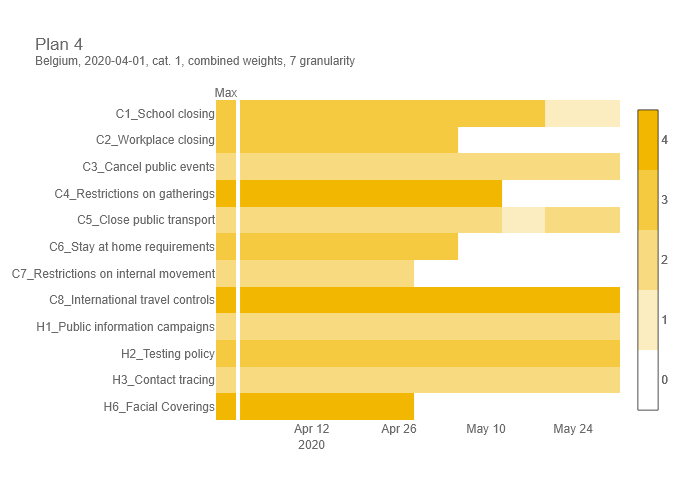 Plan 4
Belgium, 2020-04-01, cat. 1, combined weights, 7 granularity
Max
C1_School closing
C2_Workplace closing
C3_Cancel public events
C4_Restrictions on gatherings
C5_Close public transport
C6_Stay at home requirements
C7_Restrictions on internal movement
C8_International travel controls
H1_Public information campaigns
H2_Testing policy
H3_Contact tracing
H6_Facial Coverings
Apr 12 Apr 26 May 10 May 24
2020
4
3
2
1
0